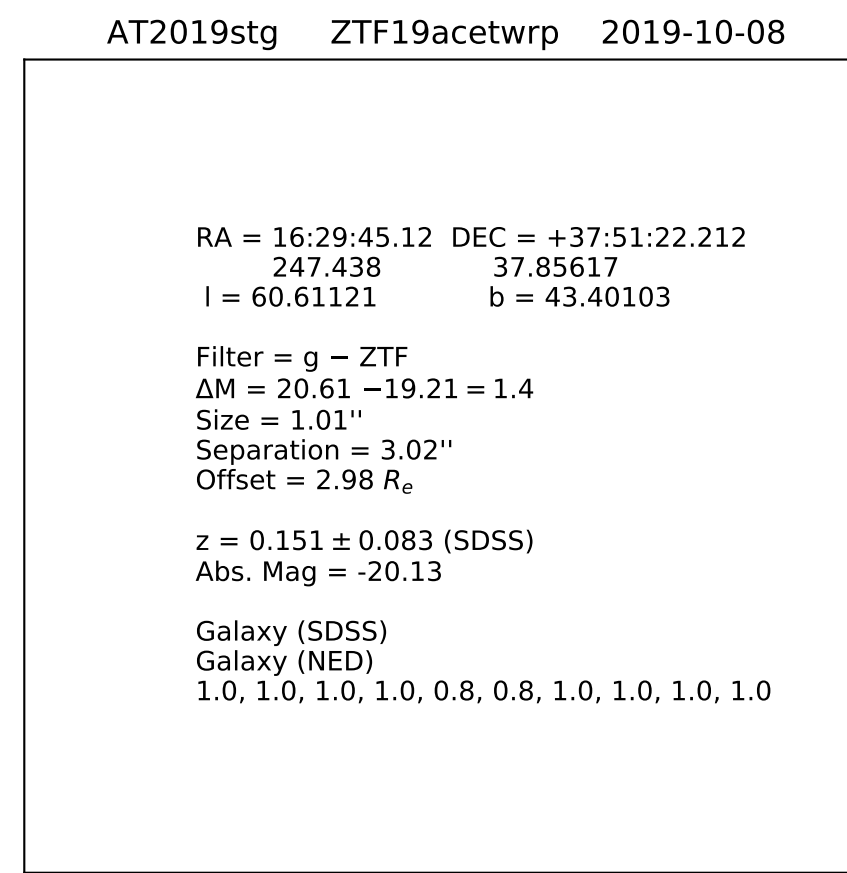 AT2019stg ZTF19acetwrp 2019-10-08
RA = 16:29:45.12 DEC = +37:51:22.212
247.438 37.85617
l = 60.61121 b = 43.40103
Filter = g − ZTF
ΔM = 20.61 −19.21 = 1.4
Size = 1.01''
Separation = 3.02''
Offset = 2.98 Rₑ
z = 0.151 ± 0.083 (SDSS)
Abs. Mag = -20.13
Galaxy (SDSS)
Galaxy (NED)
1.0, 1.0, 1.0, 1.0, 0.8, 0.8, 1.0, 1.0, 1.0, 1.0